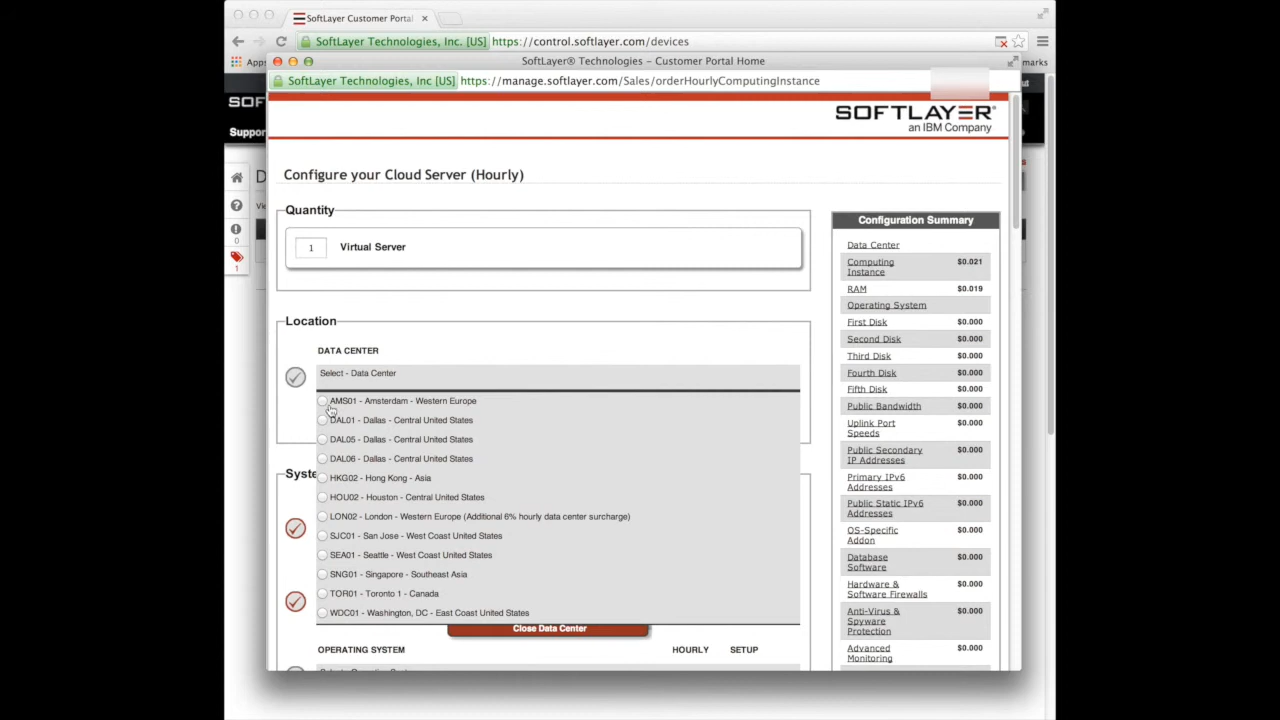 SoftLayer Customer Portal
SoftLayer Technologies, Inc. [US] https://control.softlayer.com/devices
Apps
marks
SoftLayer® Technologies – Customer Portal Home
SoftLayer Technologies, Inc [US] https://manage.softlayer.com/Sales/orderHourlyComputingInstance
SOF
Suppor
D
0
1
SOFTLAYER®
an IBM Company
Configure your Cloud Server (Hourly)
Quantity
1 Virtual Server
Location
DATA CENTER
Select - Data Center
AMS01 - Amsterdam - Western Europe
DAL01 - Dallas - Central United States
DAL05 - Dallas - Central United States
DAL06 - Dallas - Central United States
HKG02 - Hong Kong - Asia
HOU02 - Houston - Central United States
LON02 - London - Western Europe (Additional 6% hourly data center surcharge)
SJC01 - San Jose - West Coast United States
SEA01 - Seattle - West Coast United States
SNG01 - Singapore - Southeast Asia
TOR01 - Toronto 1 - Canada
WDC01 - Washington, DC - East Coast United States
Close Data Center
Syste
OPERATING SYSTEM HOURLY SETUP
Configuration Summary
Data Center
Computing
Instance $0.021
RAM $0.019
Operating System
First Disk $0.000
Second Disk $0.000
Third Disk $0.000
Fourth Disk $0.000
Fifth Disk $0.000
Public Bandwidth $0.000
Uplink Port
Speeds $0.000
Public Secondary
IP Addresses $0.000
Primary IPv6
Addresses $0.000
Public Static IPv6
Addresses $0.000
OS-Specific
Addon $0.000
Database
Software $0.000
Hardware &
Software Firewalls $0.000
Anti-Virus &
Spyware
Protection $0.000
Advanced
Monitoring $0.000